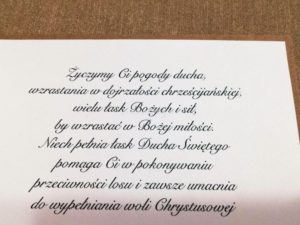 Życzymy Ci pogody ducha,
wzrastania w dojrzałości chrześcijańskiej,
wielu łask Bożych i sił,
by wzrastać w Bożej miłości.
Niech pełnia łask Ducha Świętego
pomaga Ci w pokonywaniu
przeciwności losu i zawsze umacnia
do wypełniania woli Chrystusowej